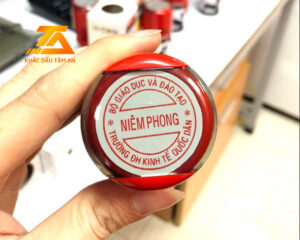 KHẮC DẤU TÂM AN
BỘ GIÁO DỤC VÀ ĐÀO TẠO
NIÊM PHONG
TRƯỜNG ĐH KINH TẾ QUỐC DÂN